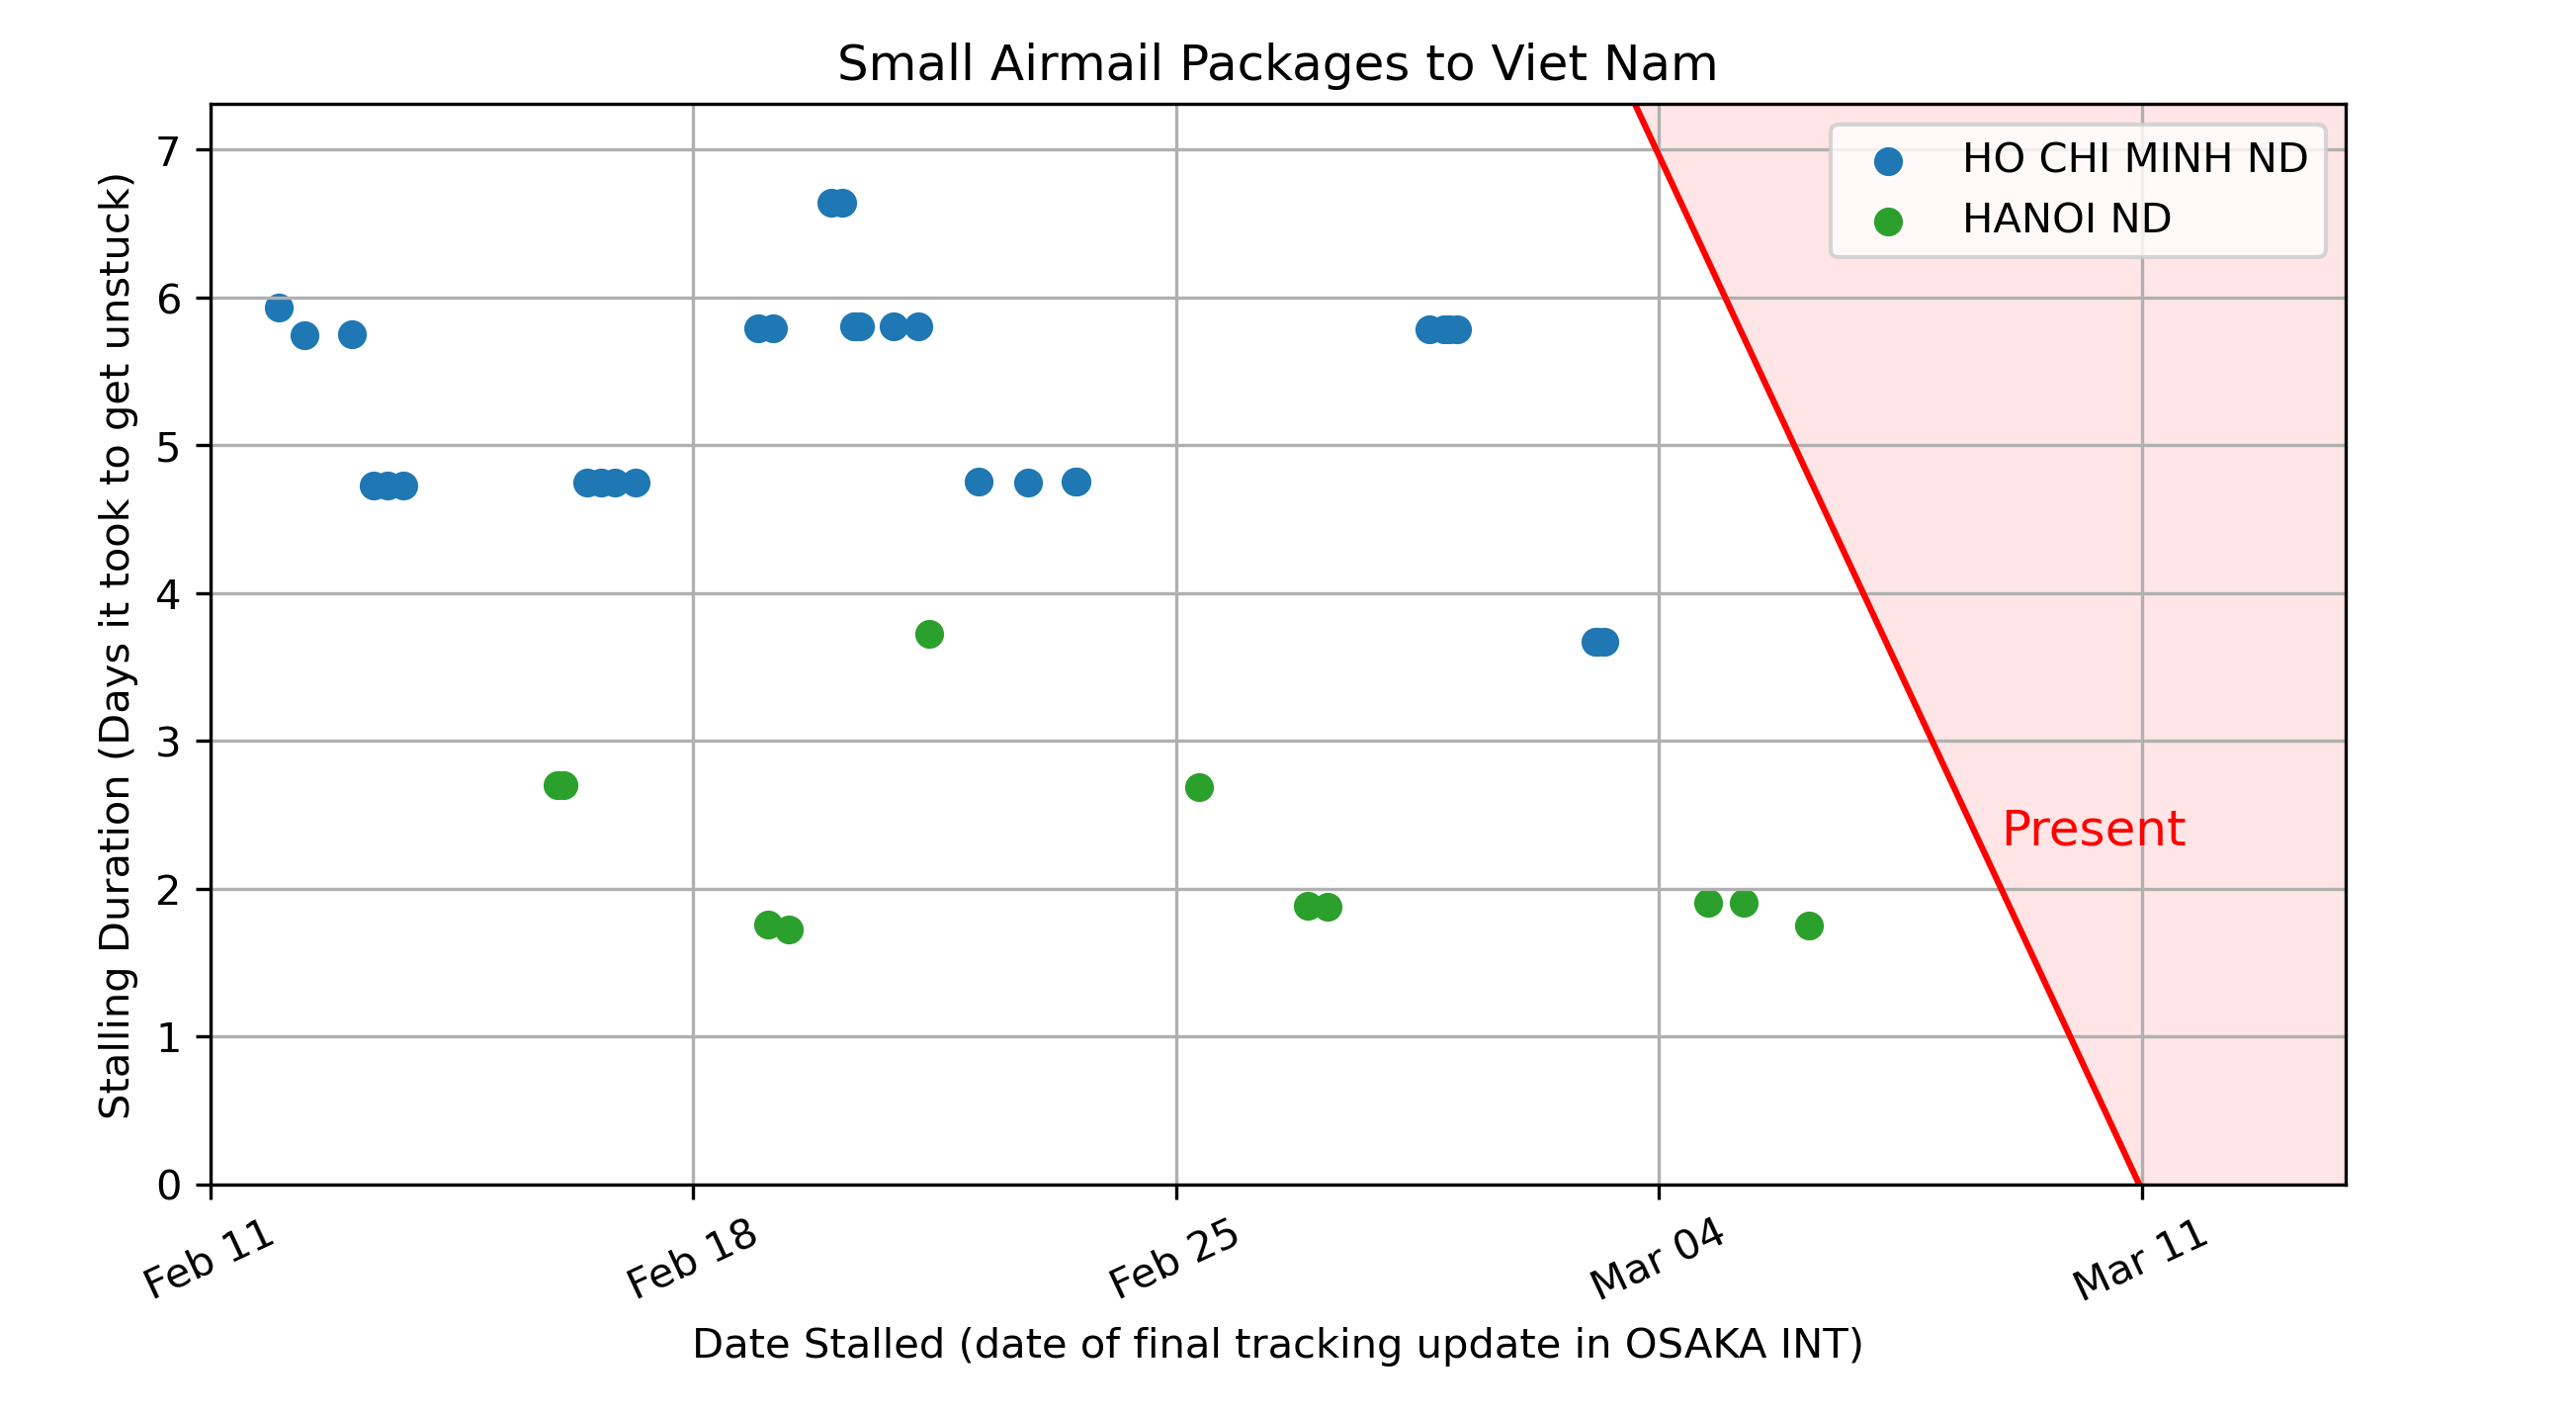 Small Airmail Packages to Viet Nam
Stalling Duration (Days it took to get unstuck)
7
6
5
4
3
2
1
0
HO CHI MINH ND
HANOI ND
Present
Feb 11
Feb 18
Feb 25
Mar 04
Mar 11
Date Stalled (date of final tracking update in OSAKA INT)